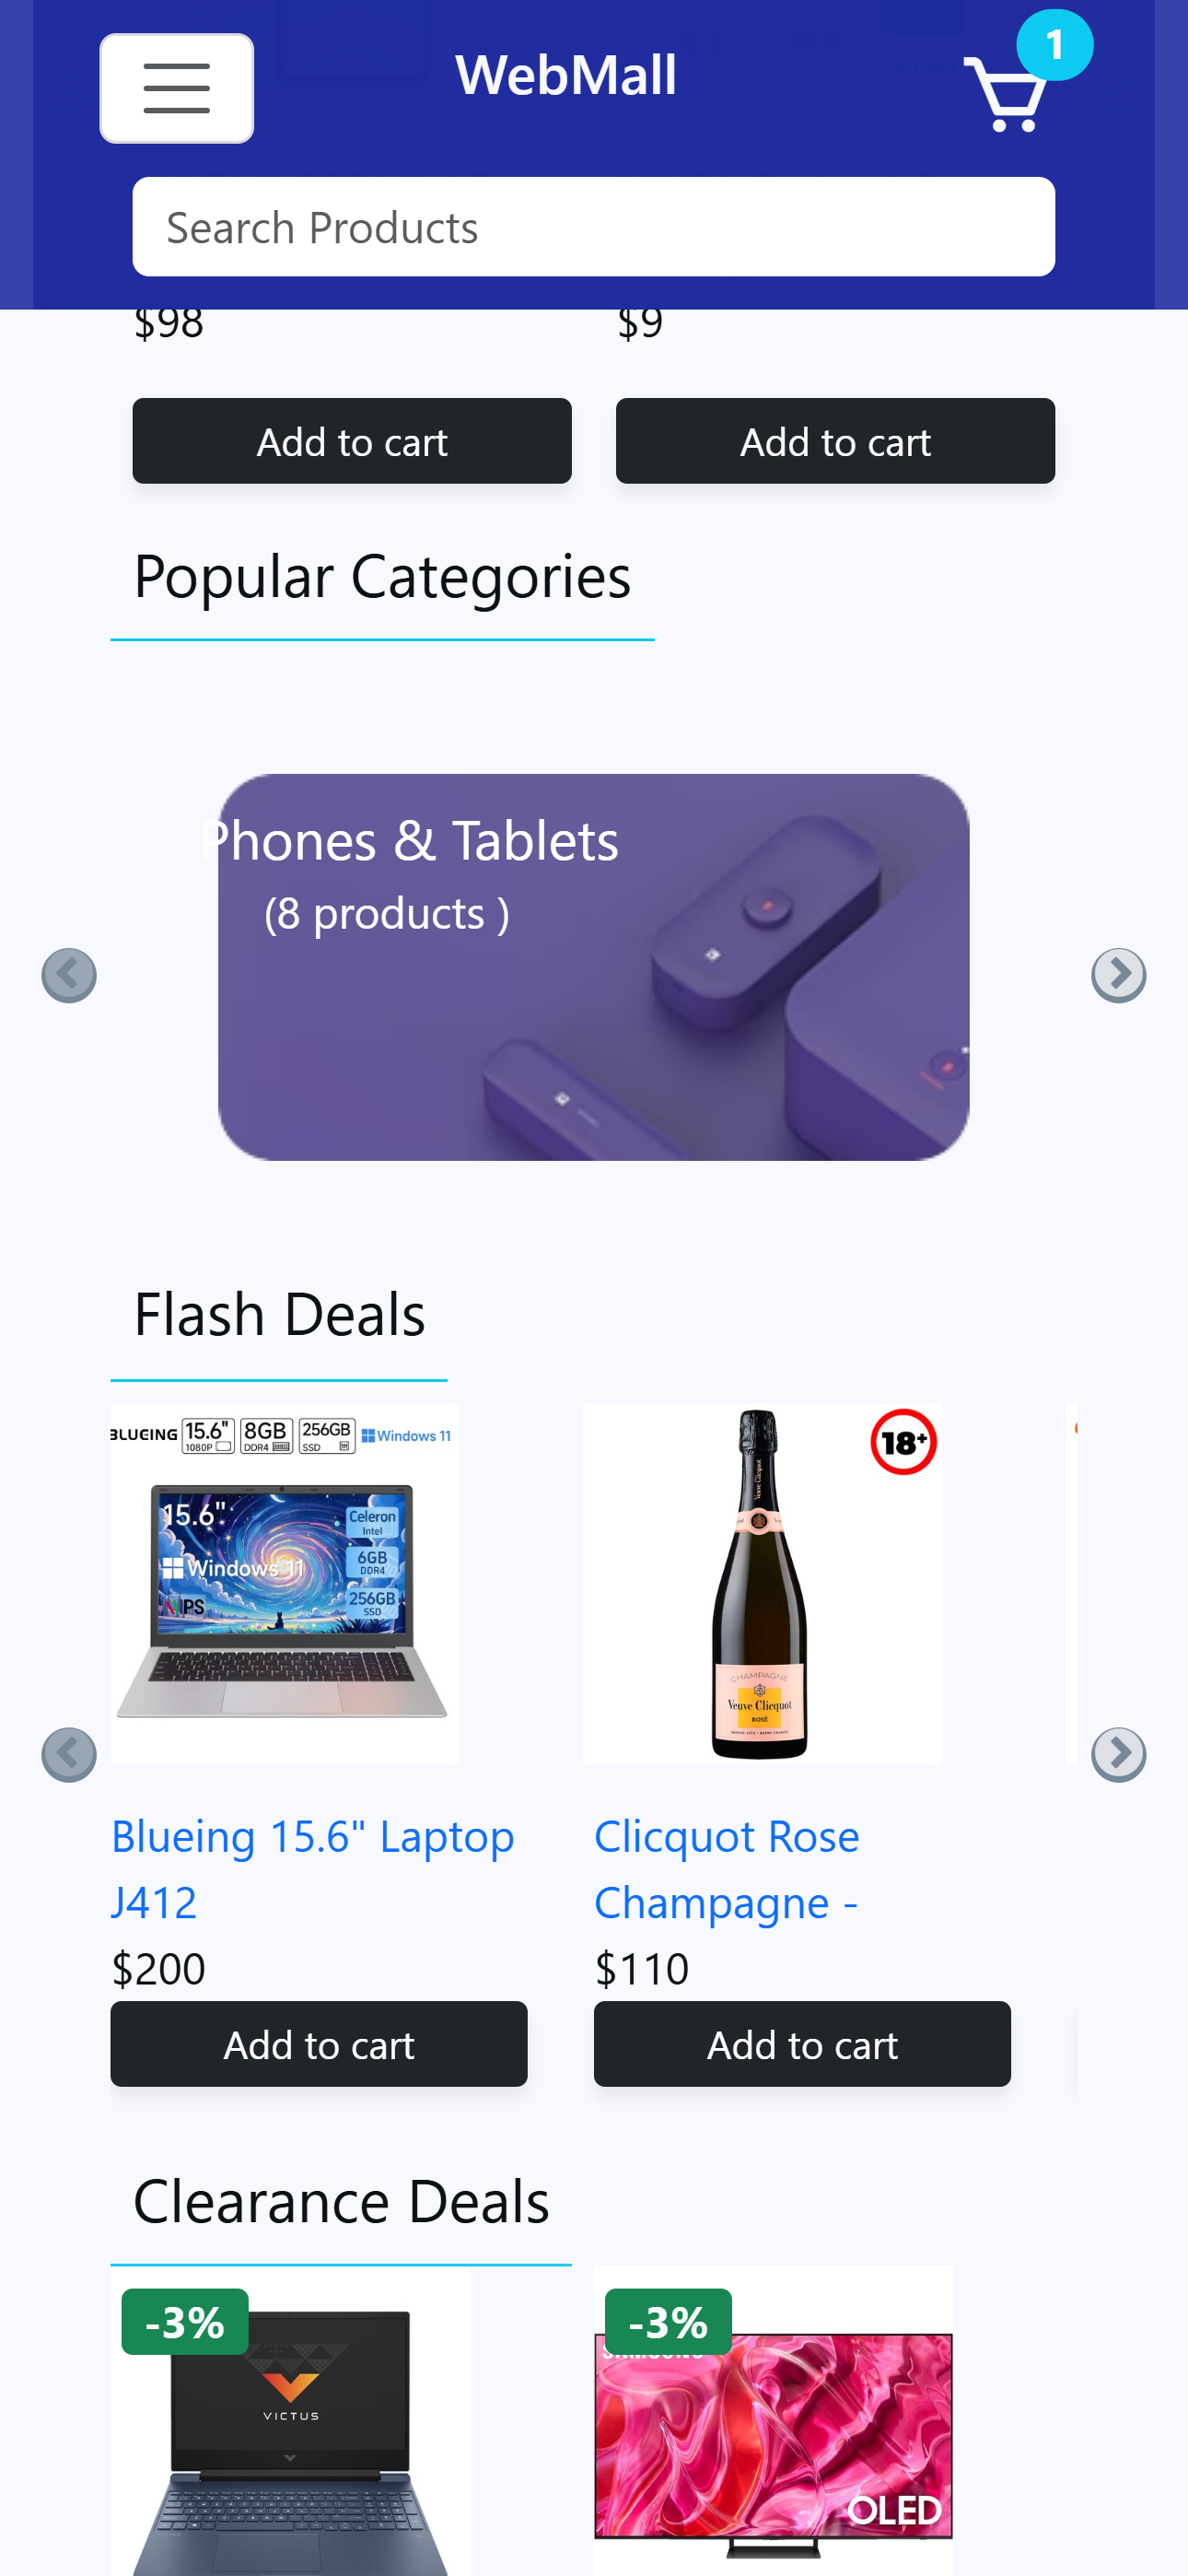 WebMall
1
Search Products
$98
$9
Add to cart
Add to cart
Popular Categories
Phones & Tablets
(8 products )
Flash Deals
BLUEING 15.6" 8GB 256GB Windows 11
1080P DDR4 SSD
15.6"
Windows 11
IPS
Celeron
Intel
6GB
DDR4
256GB
SSD
18+
Veuve Clicquot
CHAMPAGNE
Veuve Clicquot
ROSÉ
Blueing 15.6" Laptop
J412
$200
Add to cart
Clicquot Rose
Champagne -
$110
Add to cart
Clearance Deals
-3%
VICTUS
-3%
SAMSUNG
OLED